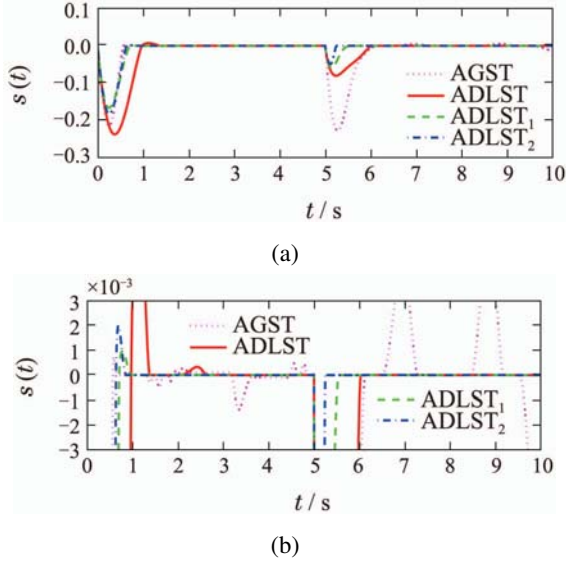 0.1
0.0
-0.1
-0.2
-0.3
s (t)
AGST
ADLST
ADLST₁
ADLST₂
0 1 2 3 4 5 6 7 8 9 10
t / s
(a)
×10⁻³
3
2
1
0
-1
-2
-3
s (t)
AGST
ADLST
ADLST₁
ADLST₂
0 1 2 3 4 5 6 7 8 9 10
t / s
(b)